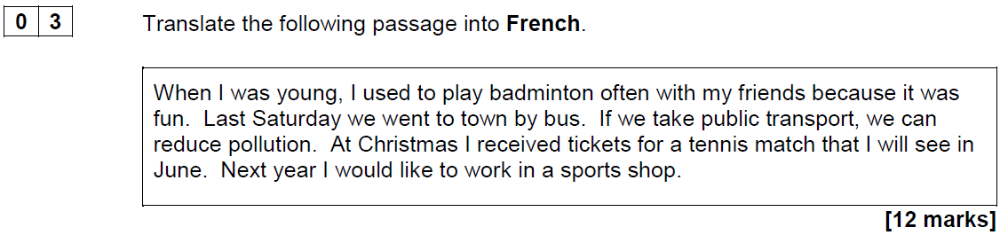 0 3 Translate the following passage into French.
When I was young, I used to play badminton often with my friends because it was
fun. Last Saturday we went to town by bus. If we take public transport, we can
reduce pollution. At Christmas I received tickets for a tennis match that I will see in
June. Next year I would like to work in a sports shop.
[12 marks]